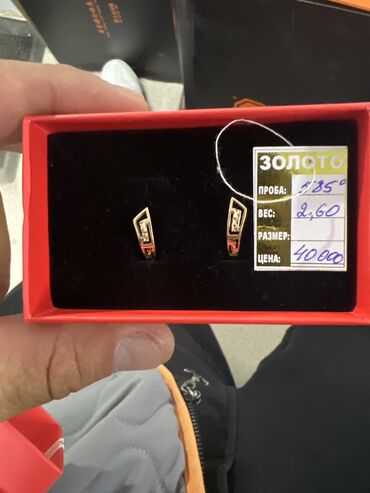 ЗОЛОТО
ПРОБА: 585°
ВЕС: 2,60
РАЗМЕР:
ЦЕНА: 40000